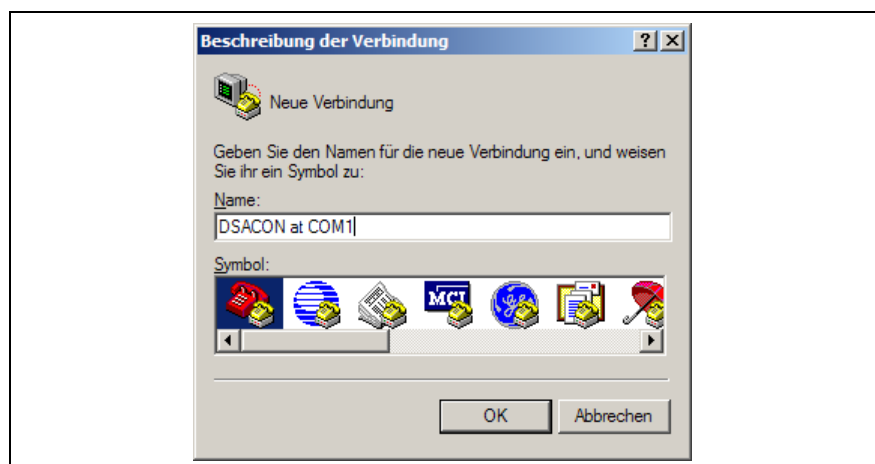 Beschreibung der Verbindung
Neue Verbindung
Geben Sie den Namen für die neue Verbindung ein, und weisen
Sie ihr ein Symbol zu:
Name:
DSACON at COM1
Symbol:
MCI
OK Abbrechen